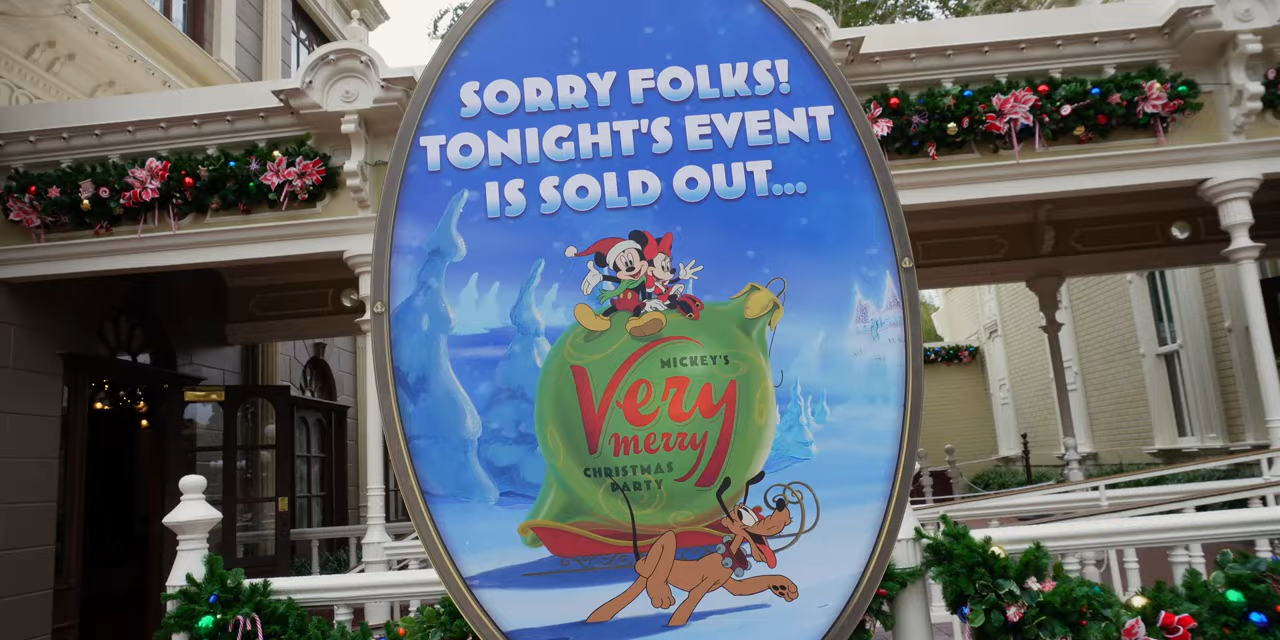 SORRY FOLKS!
TONIGHT'S EVENT
IS SOLD OUT...
MICKEY'S
Very
merry
CHRISTMAS
PARTY